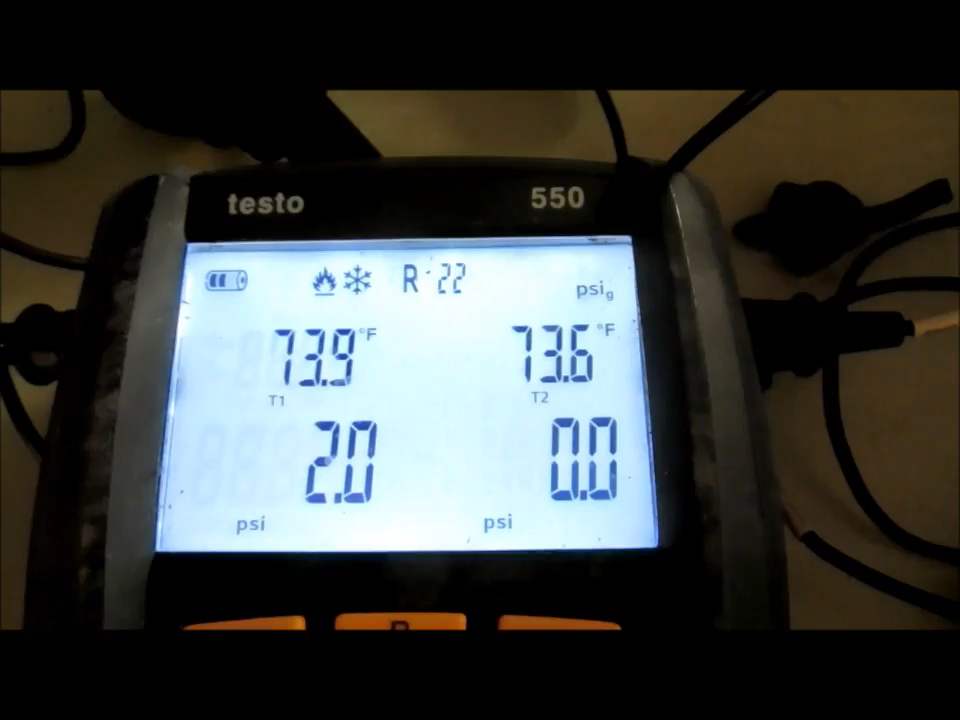 testo 550
R-22 psig
73.9 °F 73.6 °F
T1 T2
2.0 0.0
psi psi